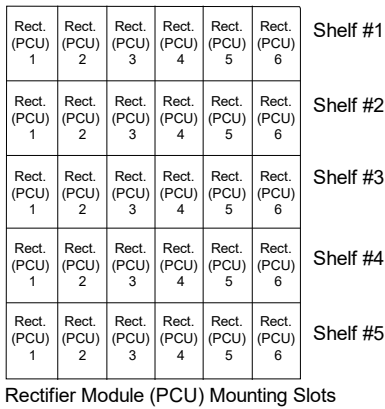 Rect. Rect. Rect. Rect. Rect. Rect. Shelf #1
(PCU) (PCU) (PCU) (PCU) (PCU) (PCU)
1 2 3 4 5 6
Rect. Rect. Rect. Rect. Rect. Rect. Shelf #2
(PCU) (PCU) (PCU) (PCU) (PCU) (PCU)
1 2 3 4 5 6
Rect. Rect. Rect. Rect. Rect. Rect. Shelf #3
(PCU) (PCU) (PCU) (PCU) (PCU) (PCU)
1 2 3 4 5 6
Rect. Rect. Rect. Rect. Rect. Rect. Shelf #4
(PCU) (PCU) (PCU) (PCU) (PCU) (PCU)
1 2 3 4 5 6
Rect. Rect. Rect. Rect. Rect. Rect. Shelf #5
(PCU) (PCU) (PCU) (PCU) (PCU) (PCU)
1 2 3 4 5 6
Rectifier Module (PCU) Mounting Slots